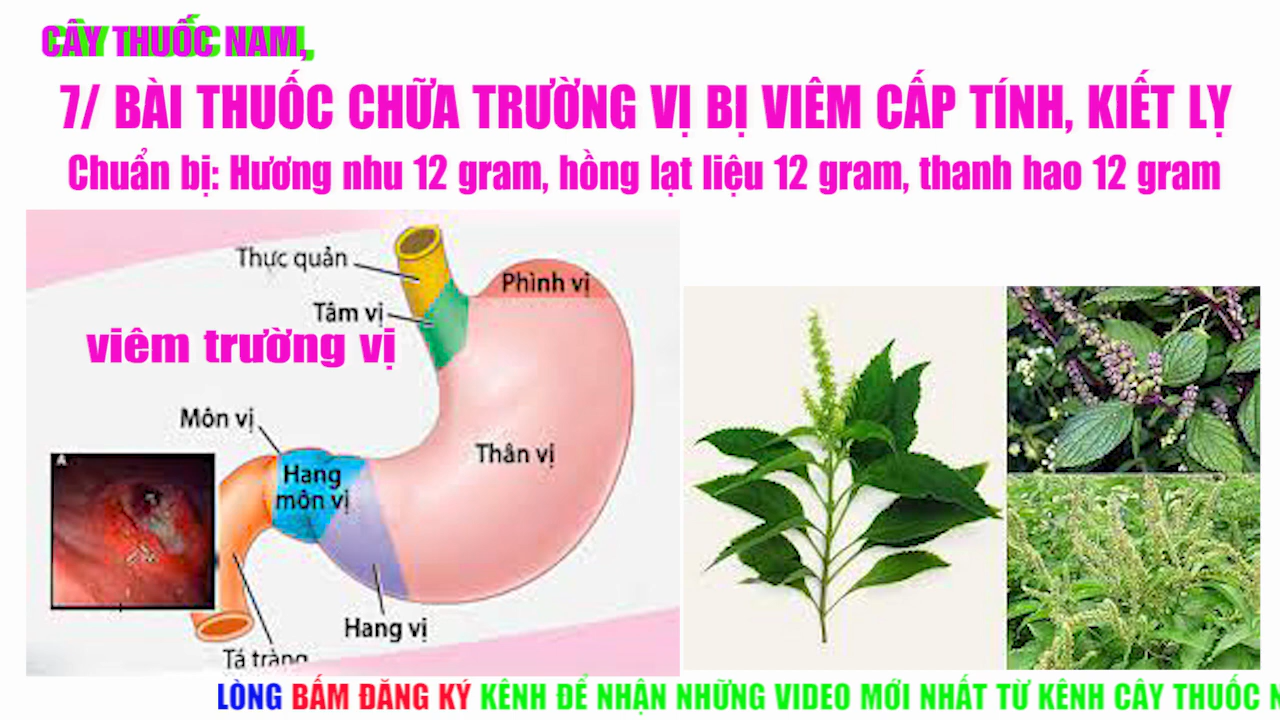 CÂY THUỐC NAM,
7/ BÀI THUỐC CHỮA TRƯỜNG VỊ BỊ VIÊM CẤP TÍNH, KIẾT LỴ
Chuẩn bị: Hương nhu 12 gram, hồng lạt liệu 12 gram, thanh hao 12 gram
Thực quản
Phình vị
Tâm vị
viêm trường vị
Môn vị
Thân vị
Hang
môn vị
A
Hang vị
Tá tràng
LÒNG BẤM ĐĂNG KÝ KÊNH ĐỂ NHẬN NHỮNG VIDEO MỚI NHẤT TỪ KÊNH CÂY THUỐC